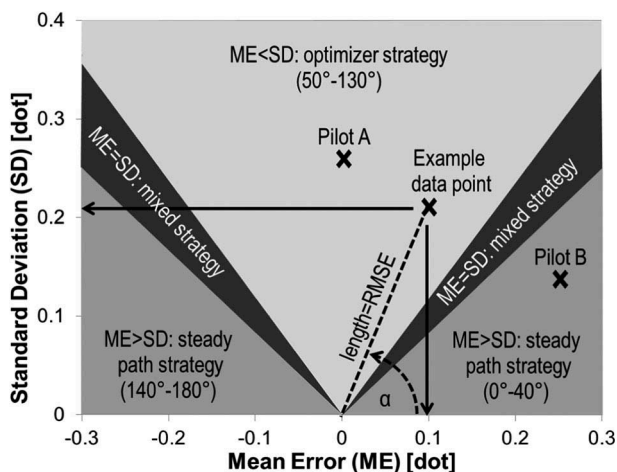 Standard Deviation (SD) [dot]
0.4
0.3
0.2
0.1
0
ME<SD: optimizer strategy
(50°-130°)
Pilot A
Example
data point
ME=SD: mixed strategy
ME=SD: mixed strategy
Pilot B
length=RMSE
α
ME>SD: steady
path strategy
(140°-180°)
ME>SD: steady
path strategy
(0°-40°)
-0.3
-0.2
-0.1
0
0.1
0.2
0.3
Mean Error (ME) [dot]